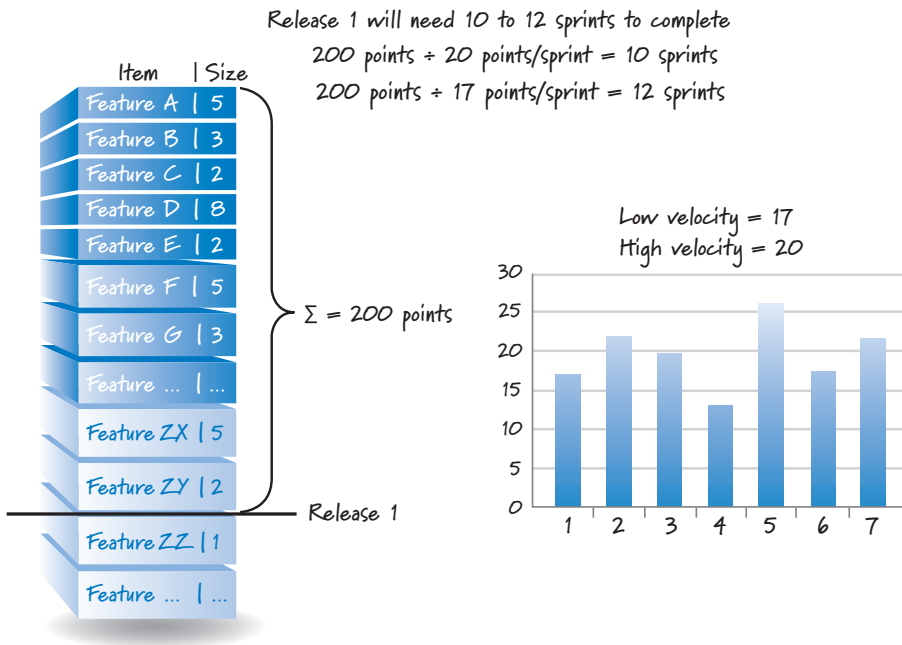 Release 1 will need 10 to 12 sprints to complete
200 points ÷ 20 points/sprint = 10 sprints
200 points ÷ 17 points/sprint = 12 sprints
Item | Size
Feature A | 5
Feature B | 3
Feature C | 2
Feature D | 8
Feature E | 2
Feature F | 5
Feature G | 3
Feature ... | ...
Feature ZX | 5
Feature ZY | 2
Feature ZZ | 1
Feature ... | ...
Σ = 200 points
Release 1
Low velocity = 17
High velocity = 20
30
25
20
15
10
5
0
1 2 3 4 5 6 7